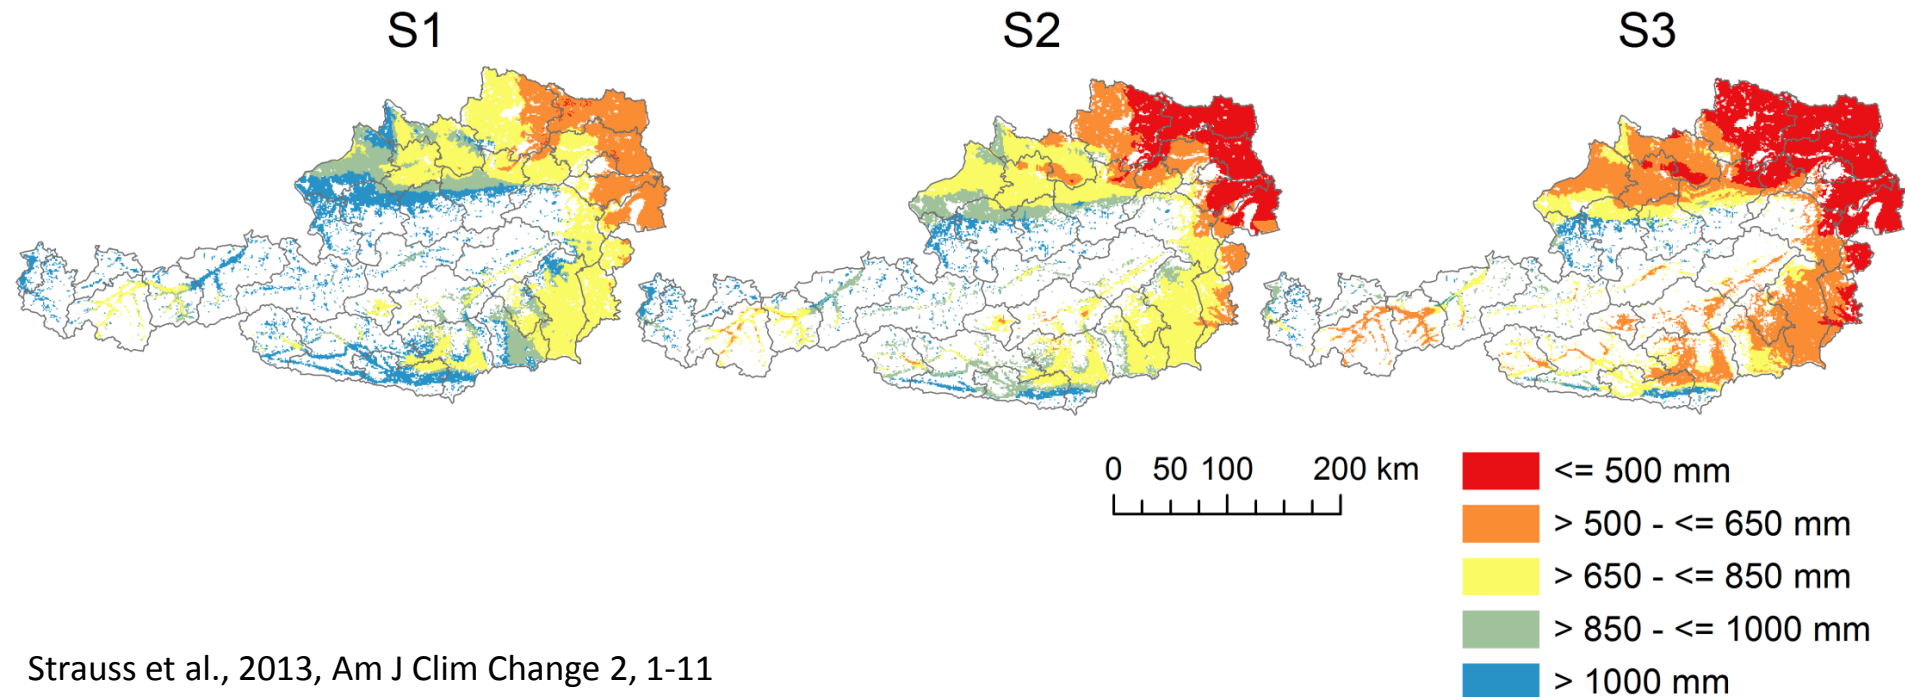 S1 S2 S3
0 50 100 200 km
<= 500 mm
> 500 - <= 650 mm
> 650 - <= 850 mm
> 850 - <= 1000 mm
> 1000 mm
Strauss et al., 2013, Am J Clim Change 2, 1-11